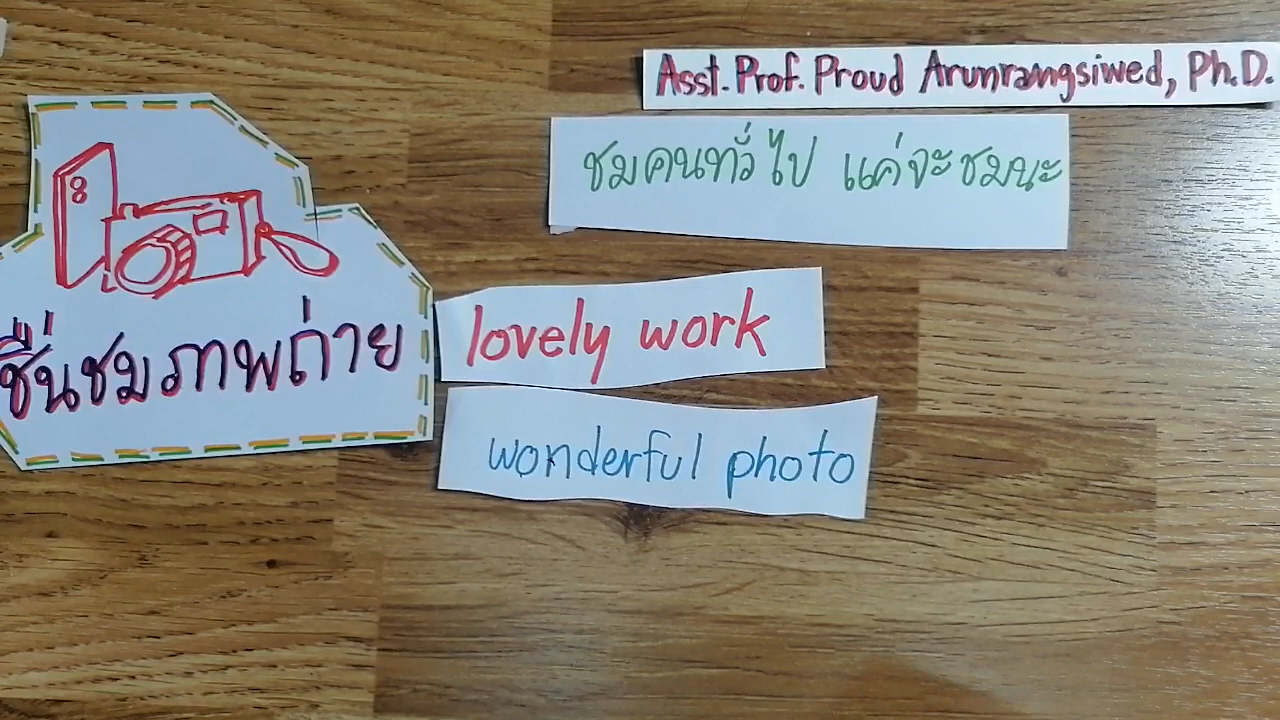 Asst. Prof. Proud Arunrangsiwed, Ph.D.
ชมคนทั่วไป แค่จะชมนะ
ชื่นชมภาพถ่าย
lovely work
wonderful photo